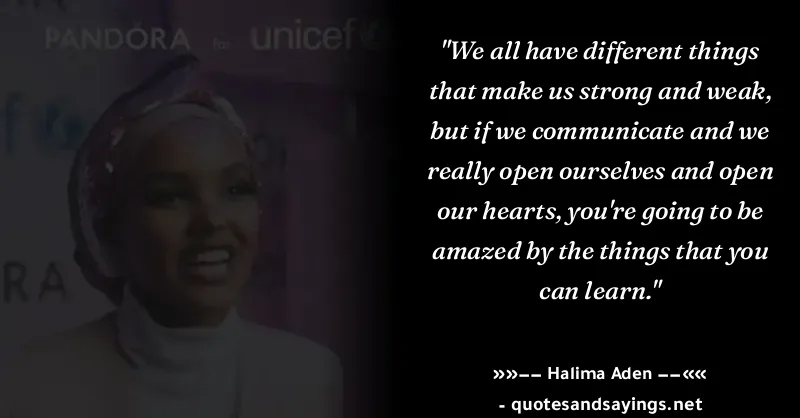 PANDÓRA for unicef
RA
"We all have different things
that make us strong and weak,
but if we communicate and we
really open ourselves and open
our hearts, you're going to be
amazed by the things that you
can learn."
»»−− Halima Aden −−««
- quotesandsayings.net